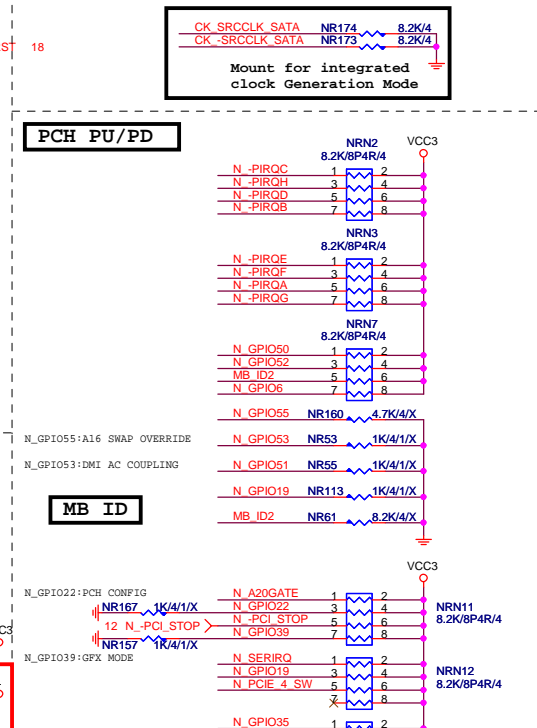 CK_SRCCLK_SATA NR174 8.2K/4
CK_-SRCCLK_SATA NR173 8.2K/4
Mount for integrated
clock Generation Mode
18
PCH PU/PD
NRN2 VCC3
8.2K/8P4R/4
N_-PIRQC 1 2
N_-PIRQH 3 4
N_-PIRQD 5 6
N_-PIRQB 7 8
NRN3
8.2K/8P4R/4
N_-PIRQE 1 2
N_-PIRQF 3 4
N_-PIRQA 5 6
N_-PIRQG 7 8
NRN7
8.2K/8P4R/4
N_GPIO50 1 2
N_GPIO52 3 4
MB_ID2 5 6
N_GPIO6 7 8
N_GPIO55 NR160 4.7K/4/X
N_GPIO55:A16 SWAP OVERRIDE N_GPIO53 NR53 1K/4/1/X
N_GPIO53:DMI AC COUPLING N_GPIO51 NR55 1K/4/1/X
N_GPIO19 NR113 1K/4/1/X
MB ID
MB_ID2 NR61 8.2K/4/X
VCC3
N_GPIO22:PCH CONFIG N_A20GATE 1 2
NR167 1K/4/1/X N_GPIO22 3 4 NRN11
12 N_-PCI_STOP N_-PCI_STOP 5 6 8.2K/8P4R/4
NR157 1K/4/1/X N_GPIO39 7 8
N_GPIO39:GFX MODE N_SERIRQ 1 2
N_GPIO19 3 4 NRN12
N_PCIE_4_SW 5 6 8.2K/8P4R/4
7 8
N_GPIO35 1 2